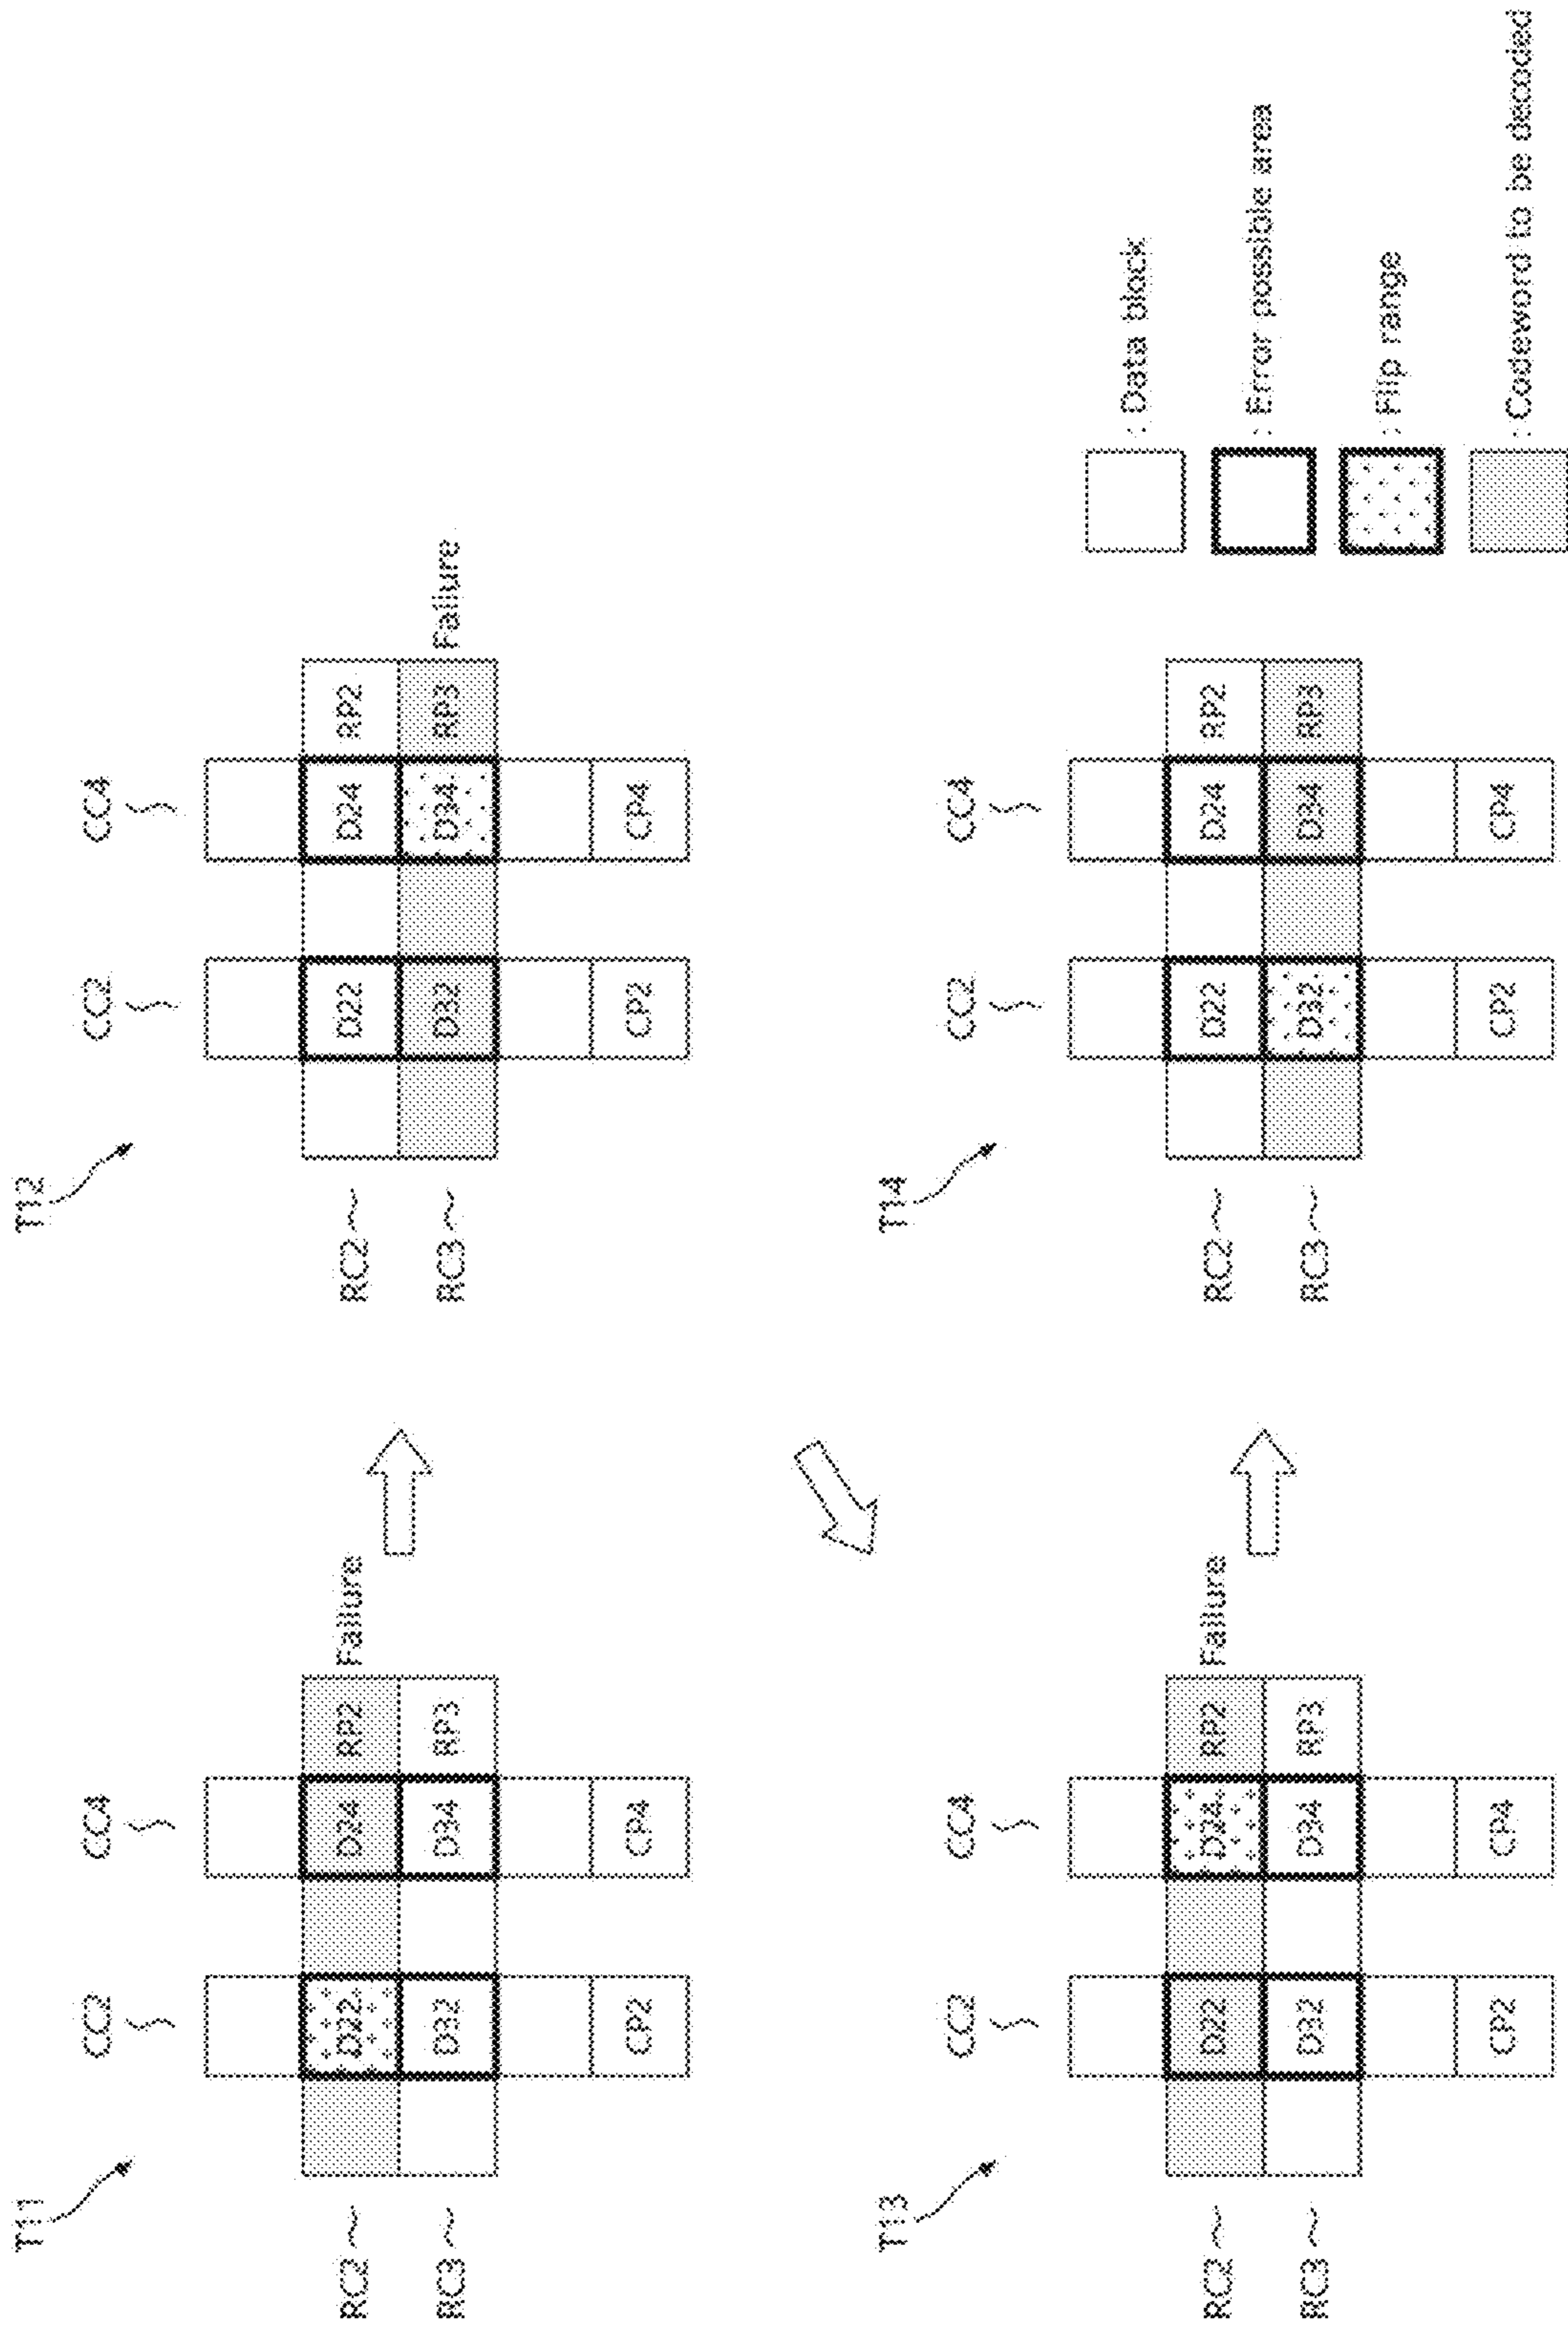 T11
CC2
CC4
RC2
D22
D24
RP2
Failure
RC3
D32
D34
RP3
CP2
CP4
T12
CC2
CC4
RC2
D22
D24
RP2
RC3
D32
D34
RP3
Failure
CP2
CP4
T13
CC2
CC4
RC2
D22
D24
RP2
Failure
RC3
D32
D34
RP3
CP2
CP4
T14
CC2
CC4
RC2
D22
D24
RP2
RC3
D32
D34
RP3
CP2
CP4
: Data block
: Error possible area
: Flip range
: Codeword to be decoded